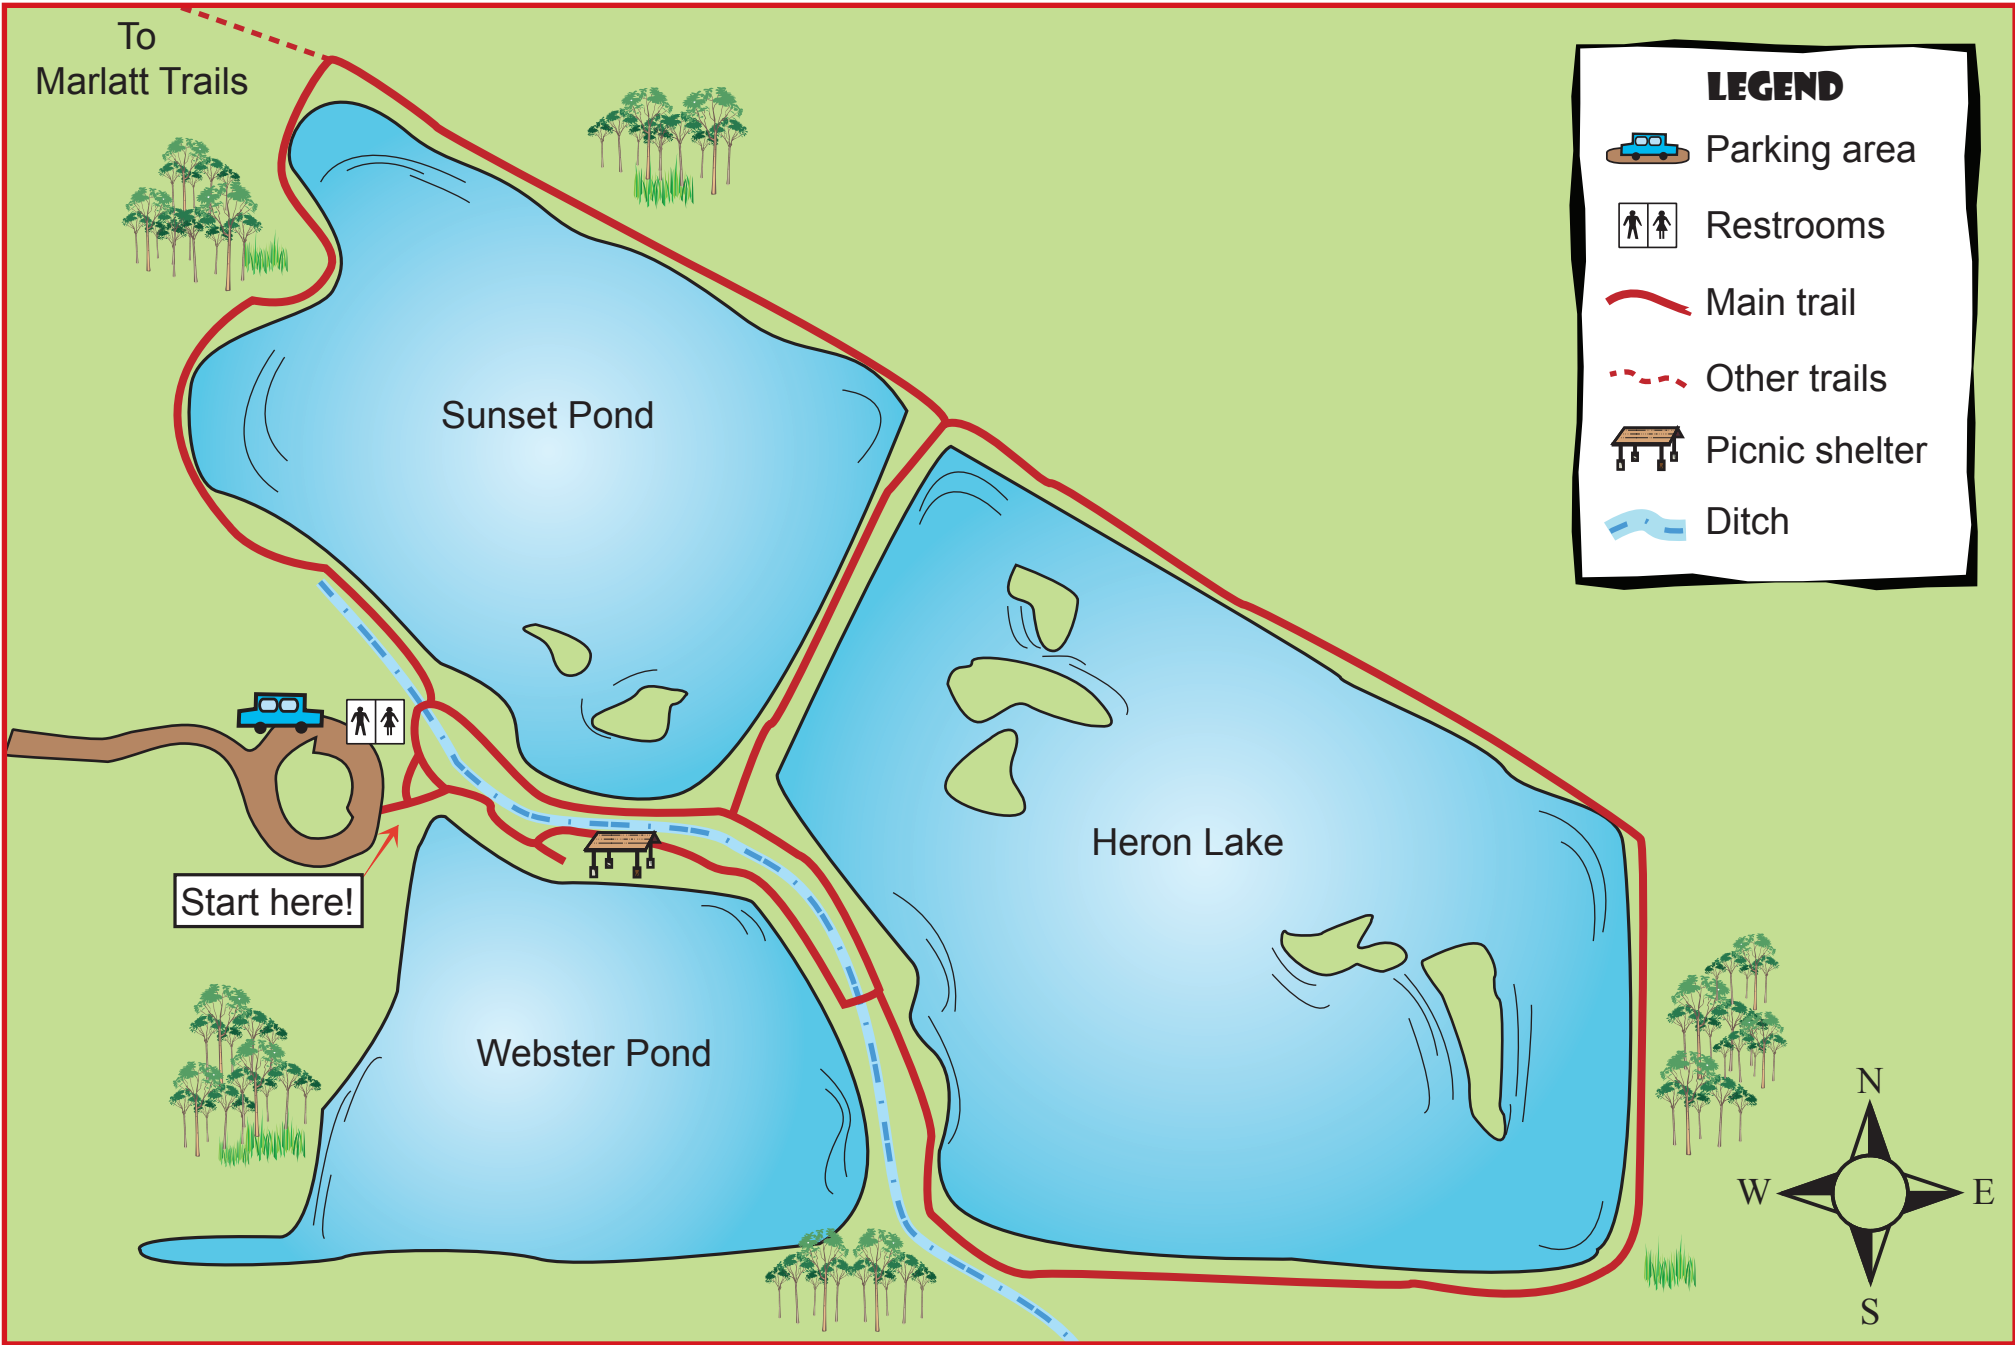 To
Marlatt Trails
LEGEND
Parking area
Restrooms
Main trail
Other trails
Picnic shelter
Ditch
Sunset Pond
Heron Lake
Start here!
Webster Pond
N
W
E
S